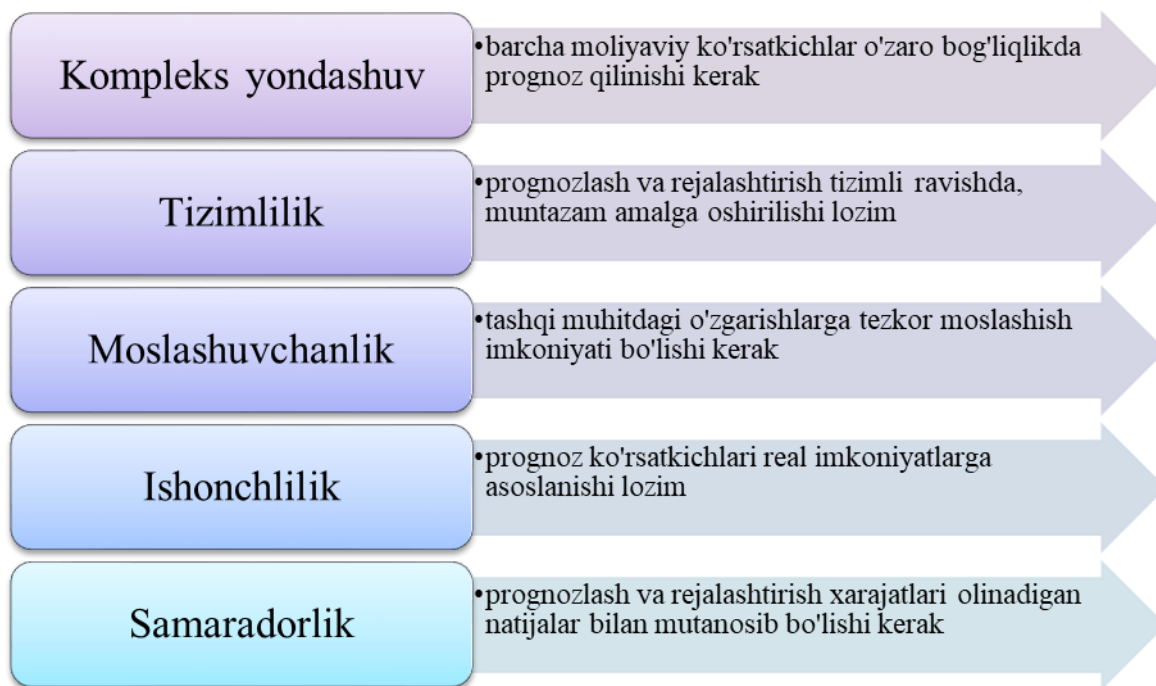 Kompleks yondashuv
•barcha moliyaviy ko'rsatkichlar o'zaro bog'liqlikda
prognoz qilinishi kerak
Tizimlilik
•prognozlash va rejalashtirish tizimli ravishda,
muntazam amalga oshirilishi lozim
Moslashuvchanlik
•tashqi muhitdagi o'zgarishlarga tezkor moslashish
imkoniyati bo'lishi kerak
Ishonchlilik
•prognoz ko'rsatkichlari real imkoniyatlarga
asoslanishi lozim
Samaradorlik
•prognozlash va rejalashtirish xarajatlari olinadigan
natijalar bilan mutanosib bo'lishi kerak